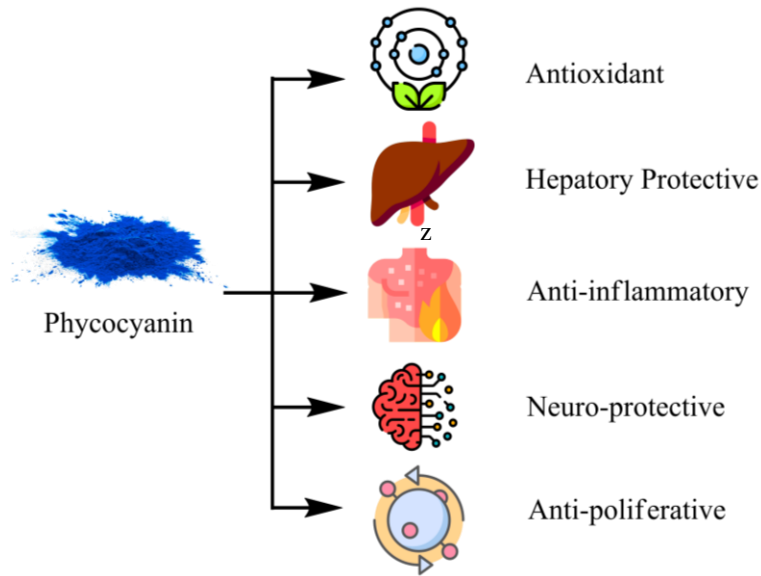 Antioxidant
Hepatory Protective
z
Anti-inflammatory
Phycocyanin
Neuro-protective
Anti-poliferative